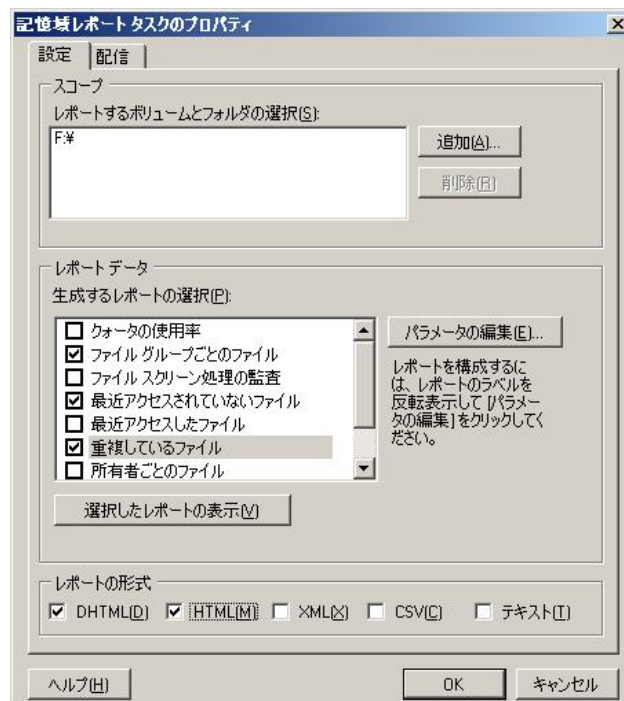 記憶域レポート タスクのプロパティ
設定
配信
スコープ
レポートするボリュームとフォルダの選択(S):
F:¥
追加(A)...
削除(R)
レポート データ
生成するレポートの選択(P):
クォータの使用率
ファイル グループごとのファイル
ファイル スクリーン処理の監査
最近アクセスされていないファイル
最近アクセスしたファイル
重複しているファイル
所有者ごとのファイル
パラメータの編集(E)...
レポートを構成するに
は、レポートのラベルを
反転表示して [パラメー
タの編集] をクリックしてく
ださい。
選択したレポートの表示(V)
レポートの形式
DHTML(D) HTML(M) XML(X) CSV(C) テキスト(T)
ヘルプ(H)
OK
キャンセル